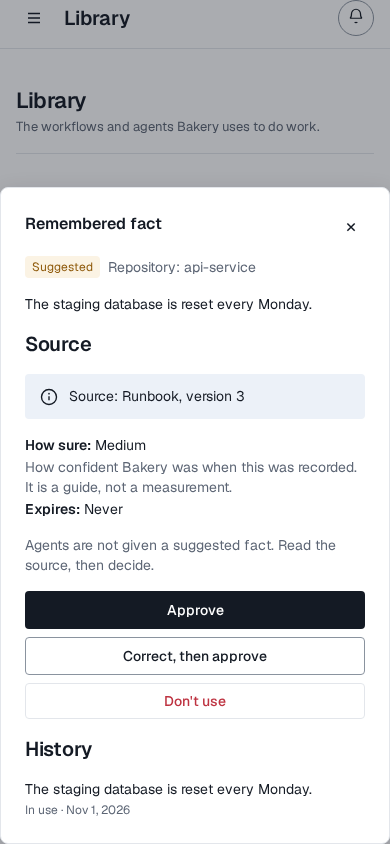 Library
Library
The workflows and agents Bakery uses to do work.
Remembered fact
Suggested Repository: api-service
The staging database is reset every Monday.
Source
Source: Runbook, version 3
How sure: Medium
How confident Bakery was when this was recorded.
It is a guide, not a measurement.
Expires: Never
Agents are not given a suggested fact. Read the
source, then decide.
Approve
Correct, then approve
Don't use
History
The staging database is reset every Monday.
In use · Nov 1, 2026